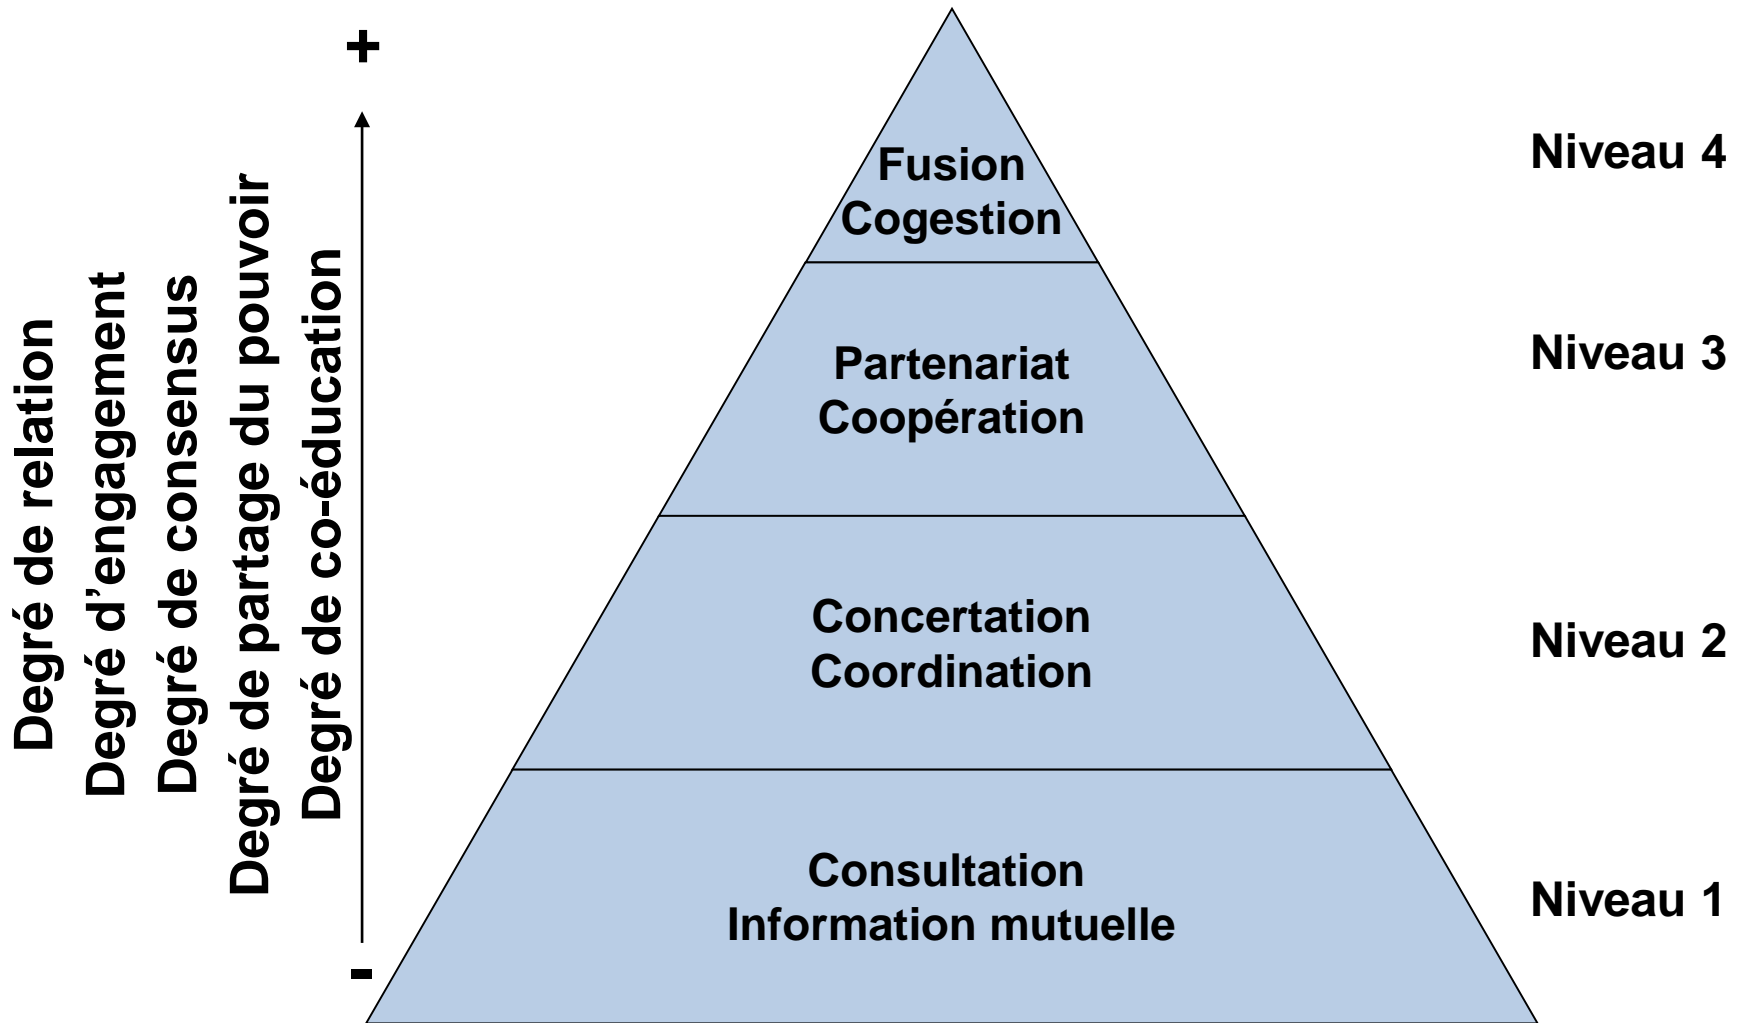 Degré de relation
Degré d’engagement
Degré de consensus
Degré de partage du pouvoir
Degré de co-éducation
+
-
Fusion
Cogestion
Niveau 4
Partenariat
Coopération
Niveau 3
Concertation
Coordination
Niveau 2
Consultation
Information mutuelle
Niveau 1